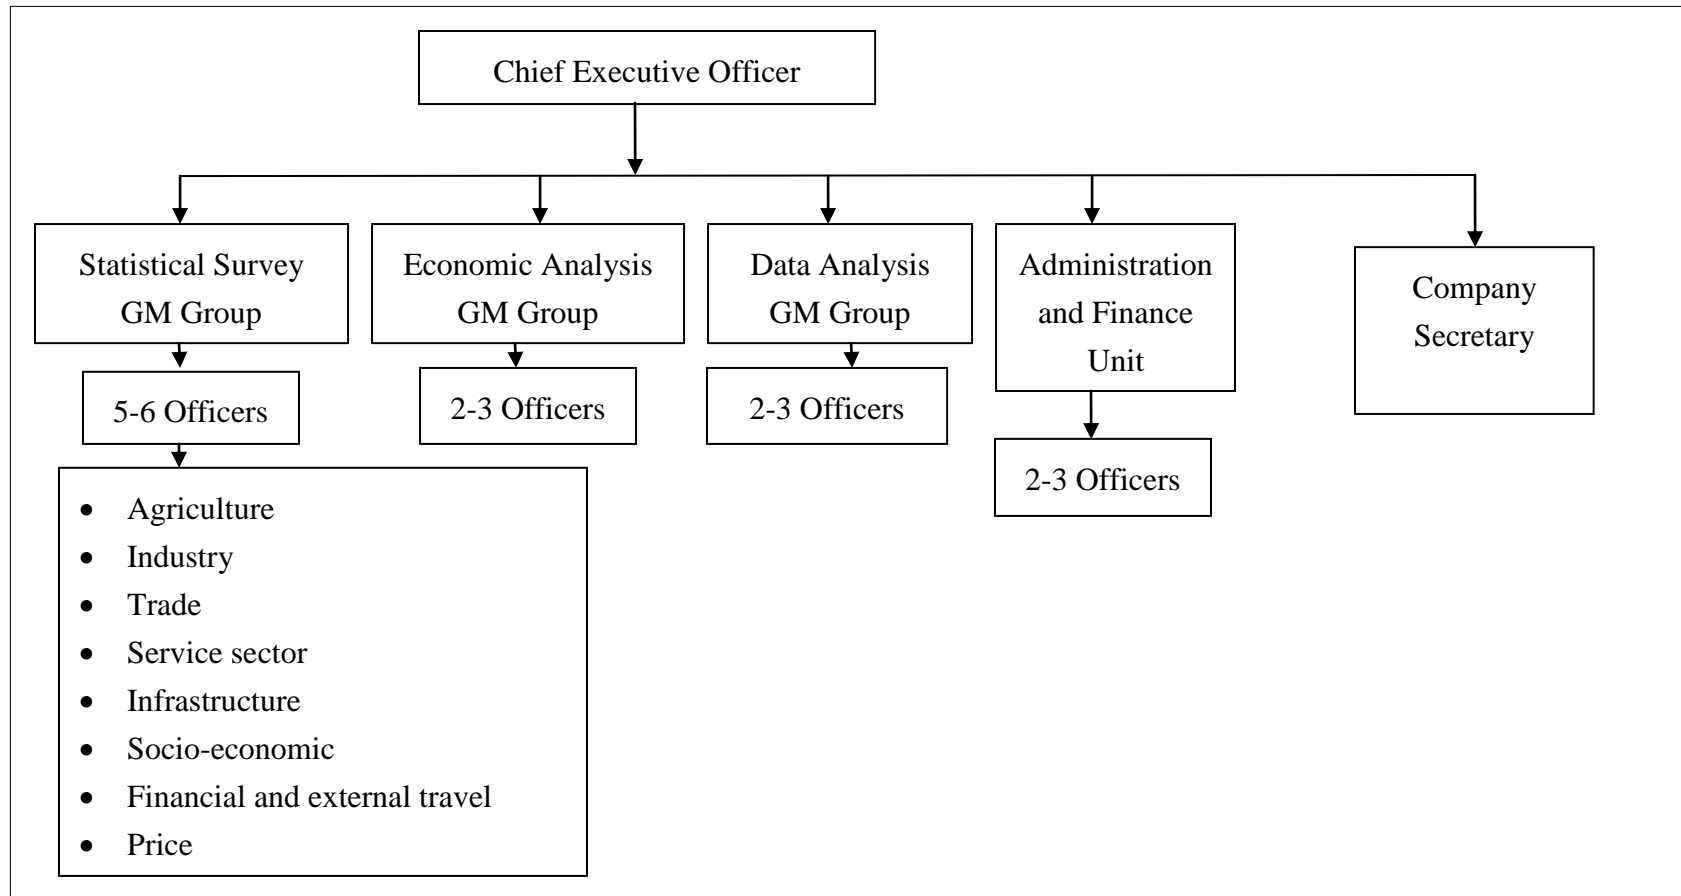 Chief Executive Officer
Statistical Survey
GM Group
Economic Analysis
GM Group
Data Analysis
GM Group
Administration
and Finance
Unit
Company
Secretary
5-6 Officers
2-3 Officers
2-3 Officers
2-3 Officers
• Agriculture
• Industry
• Trade
• Service sector
• Infrastructure
• Socio-economic
• Financial and external travel
• Price